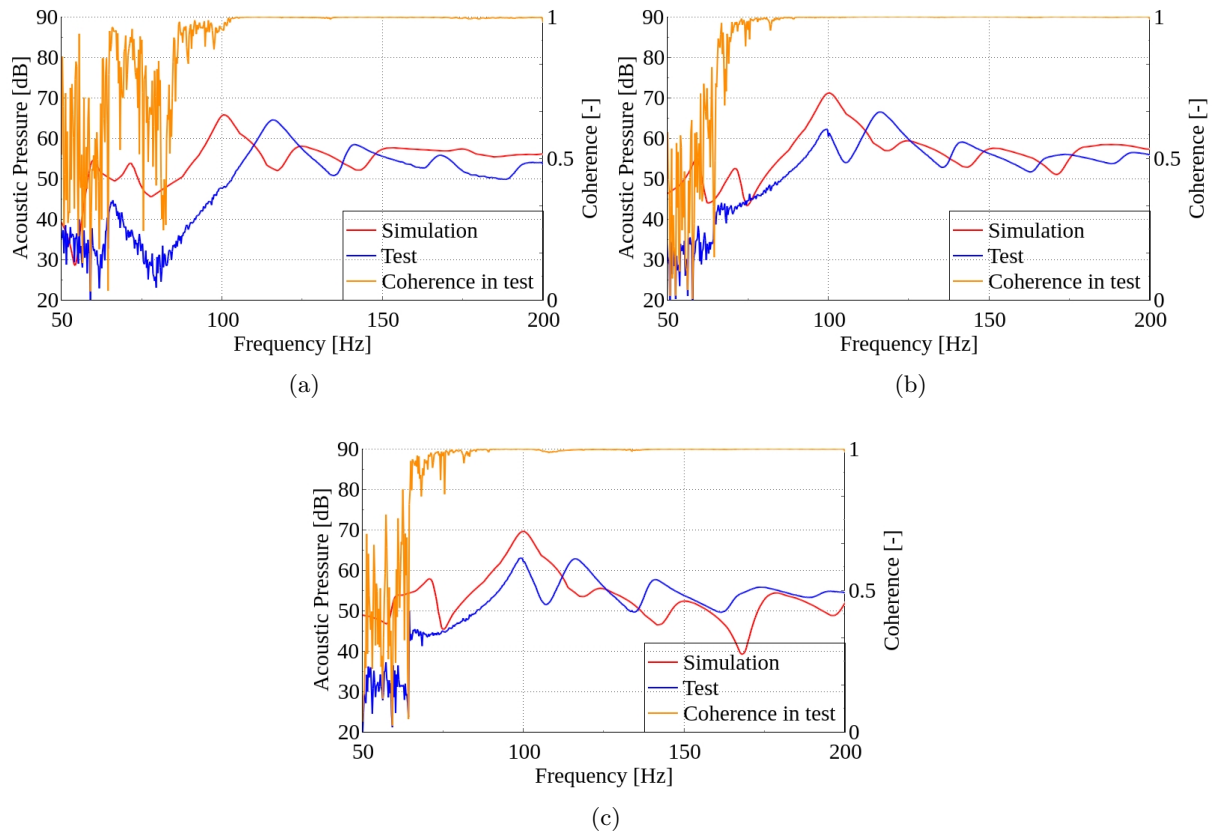 90
80
70
60
50
40
30
20
Acoustic Pressure [dB]
1
0.5
0
Coherence [-]
Simulation
Test
Coherence in test
50 100 150 200
Frequency [Hz]
(a)
90
80
70
60
50
40
30
20
Acoustic Pressure [dB]
1
0.5
0
Coherence [-]
Simulation
Test
Coherence in test
50 100 150 200
Frequency [Hz]
(b)
90
80
70
60
50
40
30
20
Acoustic Pressure [dB]
1
0.5
0
Coherence [-]
Simulation
Test
Coherence in test
50 100 150 200
Frequency [Hz]
(c)